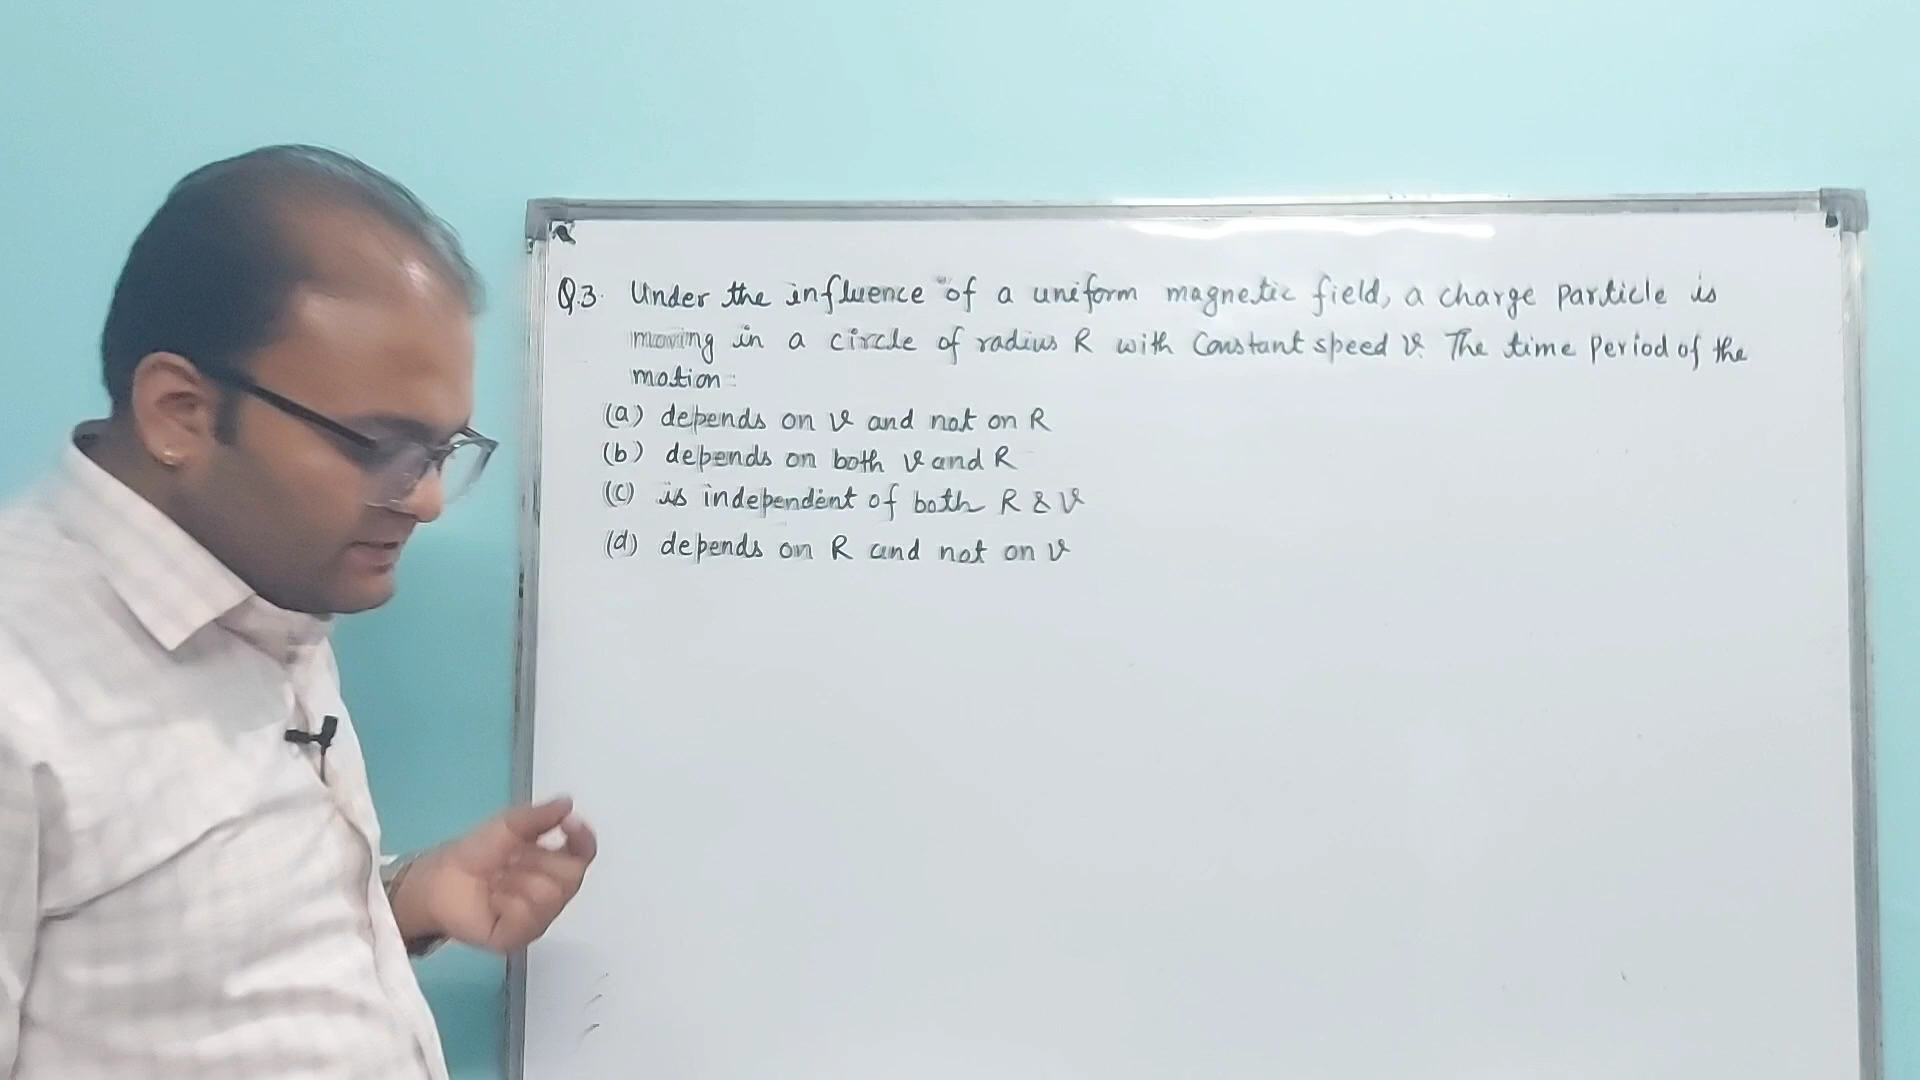 Q.3. Under the influence of a uniform magnetic field, a charge particle is
moving in a circle of radius R with constant speed v. The time period of the
motion:
(a) depends on v and not on R
(b) depends on both v and R
(c) is independent of both R & v
(d) depends on R and not on v